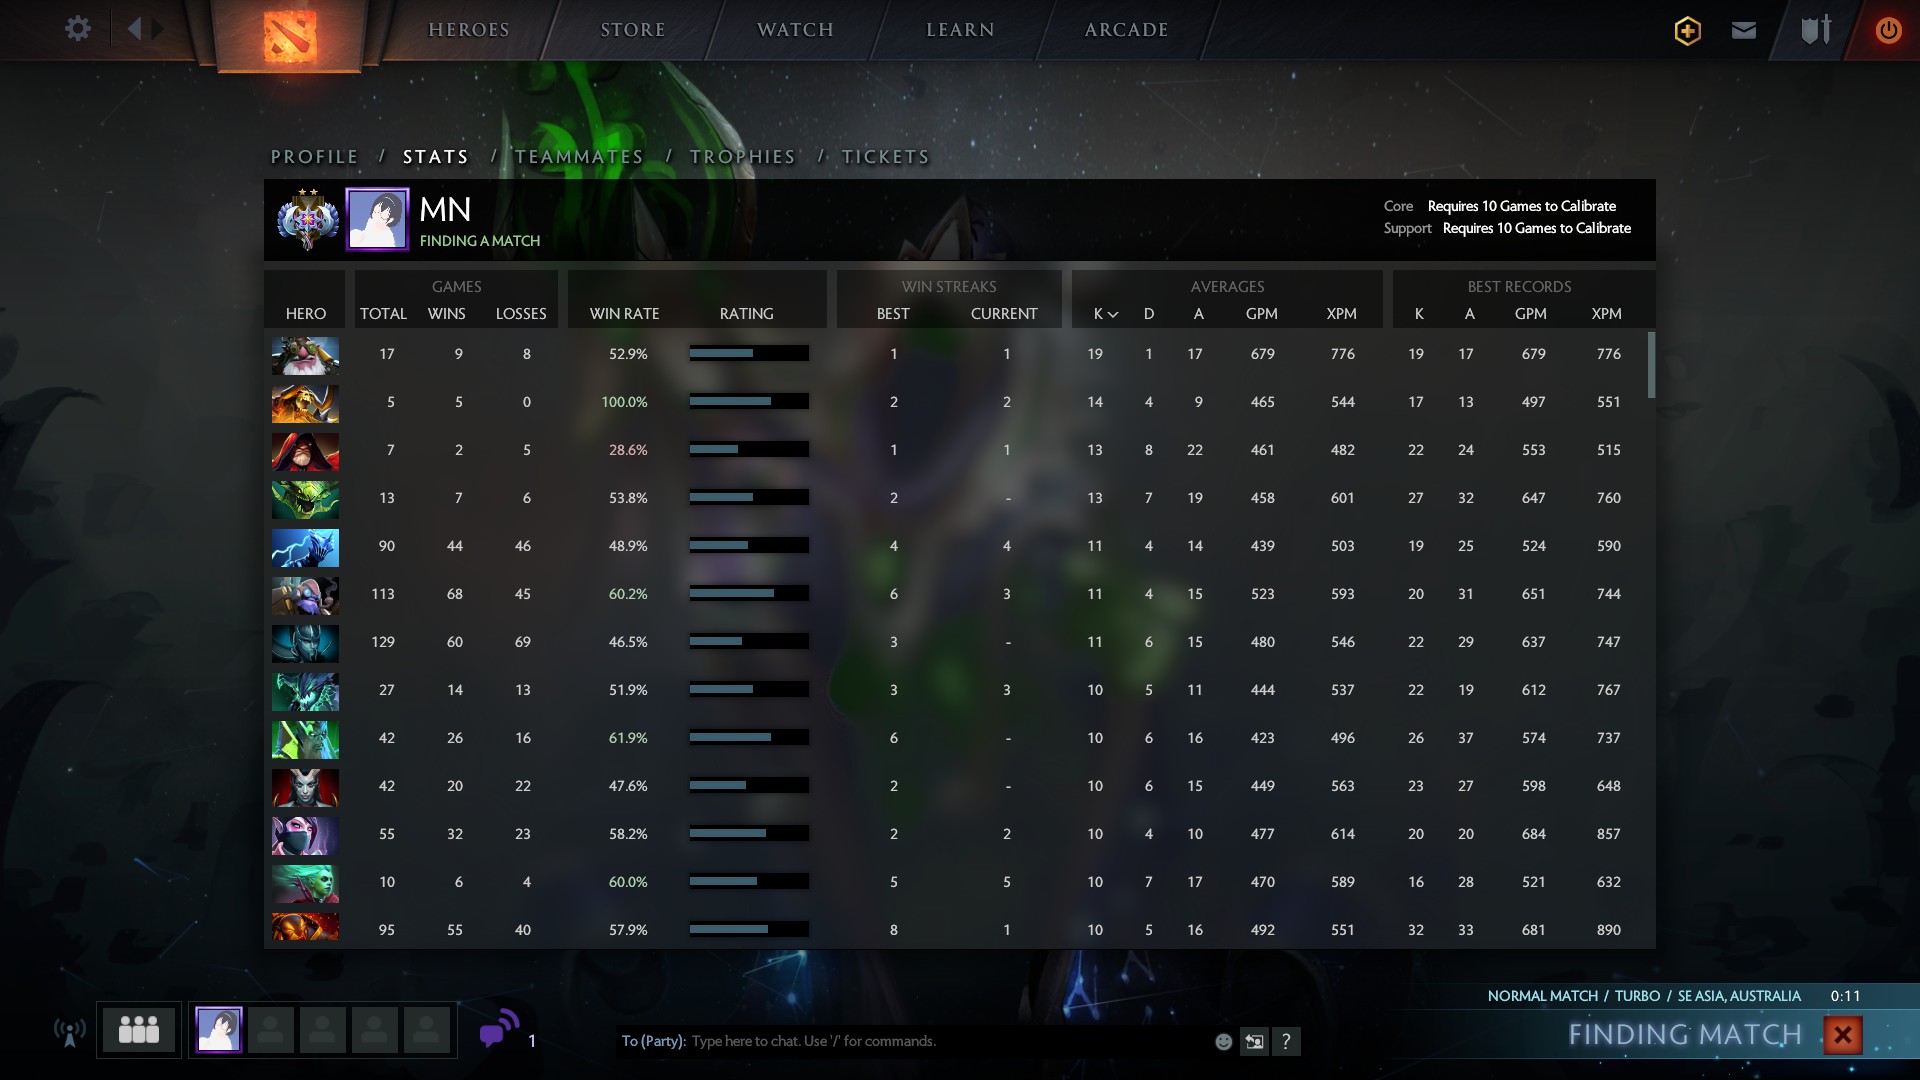 HEROES STORE WATCH LEARN ARCADE
PROFILE / STATS / TEAMMATES / TROPHIES / TICKETS
MN
FINDING A MATCH
Core Requires 10 Games to Calibrate
Support Requires 10 Games to Calibrate
GAMES WIN STREAKS AVERAGES BEST RECORDS
HERO TOTAL WINS LOSSES WIN RATE RATING BEST CURRENT K D A GPM XPM K A GPM XPM
17 9 8 52.9% 1 1 19 1 17 679 776 19 17 679 776
5 5 0 100.0% 2 2 14 4 9 465 544 17 13 497 551
7 2 5 28.6% 1 1 13 8 22 461 482 22 24 553 515
13 7 6 53.8% 2 - 13 7 19 458 601 27 32 647 760
90 44 46 48.9% 4 4 11 4 14 439 503 19 25 524 590
113 68 45 60.2% 6 3 11 4 15 523 593 20 31 651 744
129 60 69 46.5% 3 - 11 6 15 480 546 22 29 637 747
27 14 13 51.9% 3 3 10 5 11 444 537 22 19 612 767
42 26 16 61.9% 6 - 10 6 16 423 496 26 37 574 737
42 20 22 47.6% 2 - 10 6 15 449 563 23 27 598 648
55 32 23 58.2% 2 2 10 4 10 477 614 20 20 684 857
10 6 4 60.0% 5 5 10 7 17 470 589 16 28 521 632
95 55 40 57.9% 8 1 10 5 16 492 551 32 33 681 890
NORMAL MATCH / TURBO / SE ASIA, AUSTRALIA 0:11
1
To (Party): Type here to chat. Use '/' for commands.
?
FINDING MATCH